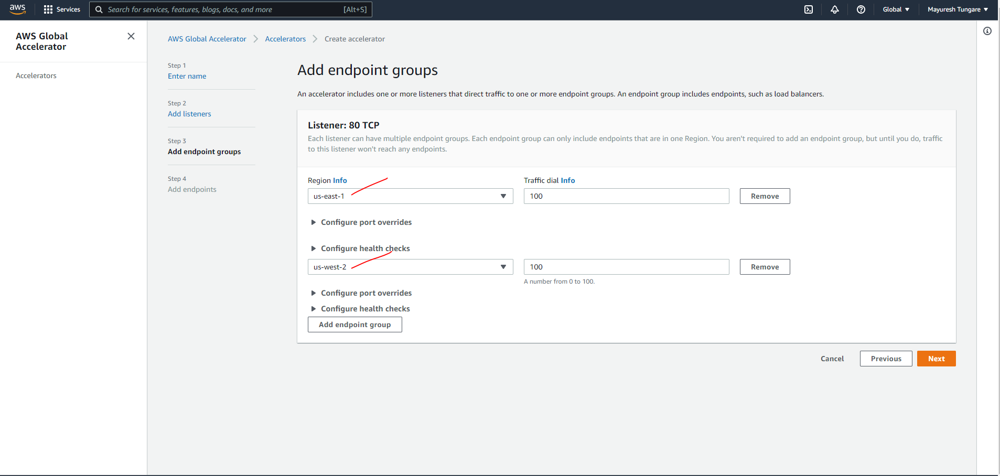 aws Services Search for services, features, blogs, docs, and more [Alt+S] Global Mayuresh Tungare
AWS Global
Accelerator
Accelerators
AWS Global Accelerator Accelerators Create accelerator
Step 1
Enter name
Step 2
Add listeners
Step 3
Add endpoint groups
Step 4
Add endpoints
Add endpoint groups
An accelerator includes one or more listeners that direct traffic to one or more endpoint groups. An endpoint group includes endpoints, such as load balancers.
Listener: 80 TCP
Each listener can have multiple endpoint groups. Each endpoint group can only include endpoints that are in one Region. You aren't required to add an endpoint group, but until you do, traffic
to this listener won't reach any endpoints.
Region Info Traffic dial Info
us-east-1 100 Remove
Configure port overrides
Configure health checks
us-west-2 100 Remove
A number from 0 to 100.
Configure port overrides
Configure health checks
Add endpoint group
Cancel Previous Next